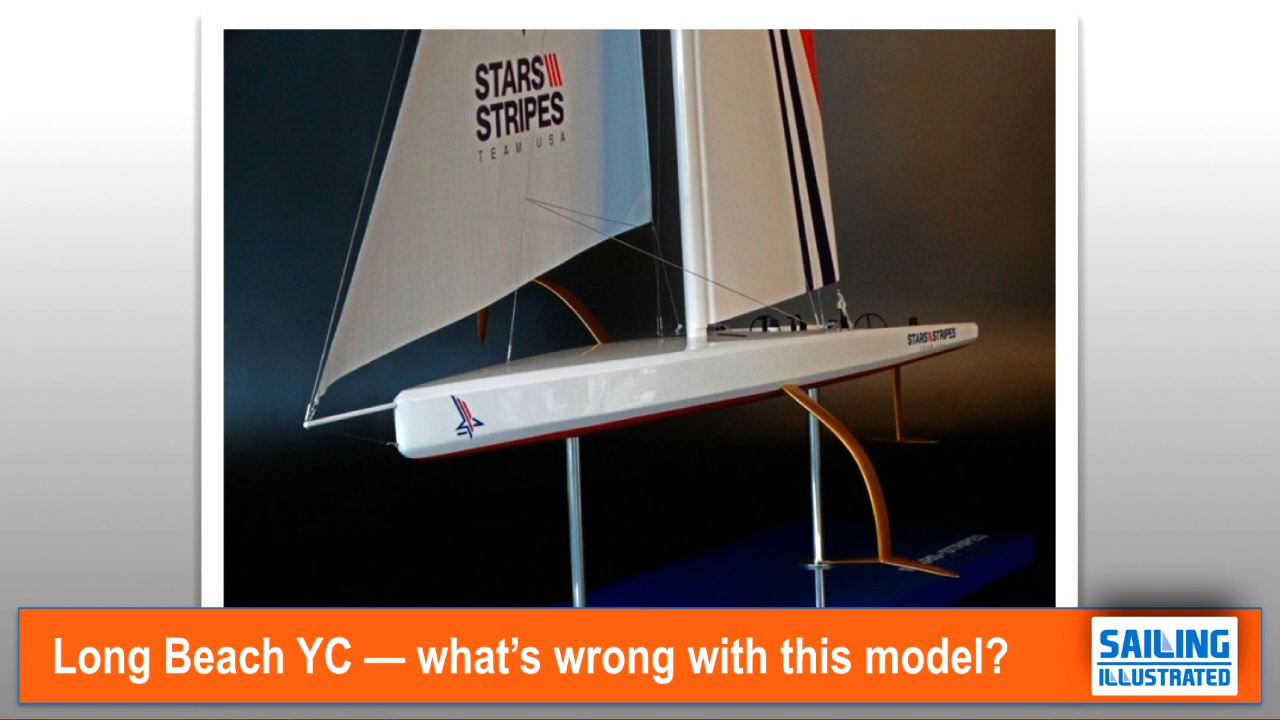 STARS
STRIPES
TEAM USA
STARS STRIPES
Long Beach YC — what’s wrong with this model?
SAILING
ILLUSTRATED